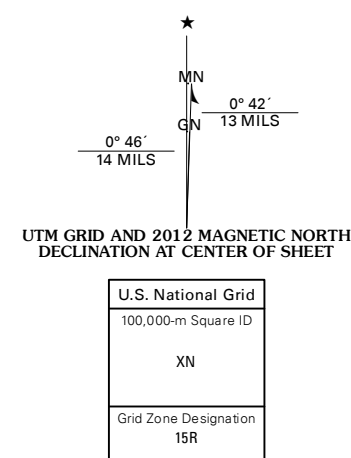 ★
MN
GN
0° 42´
13 MILS
0° 46´
14 MILS
UTM GRID AND 2012 MAGNETIC NORTH
DECLINATION AT CENTER OF SHEET
U.S. National Grid
100,000-m Square ID
XN
Grid Zone Designation
15R